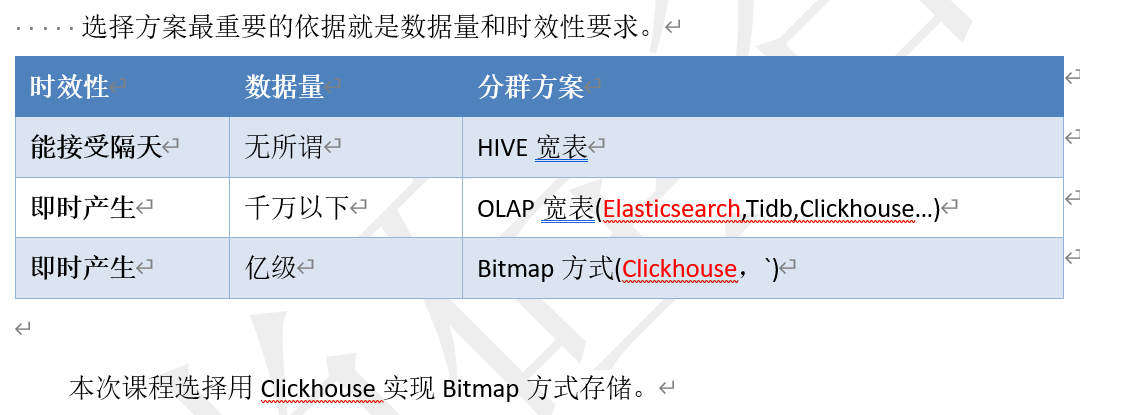 选择方案最重要的依据就是数据量和时效性要求。
时效性 数据量 分群方案
能接受隔天 无所谓 HIVE 宽表
即时产生 千万以下 OLAP 宽表(Elasticsearch,Tidb,Clickhouse…)
即时产生 亿级 Bitmap 方式(Clickhouse，`)
本次课程选择用 Clickhouse 实现 Bitmap 方式存储。